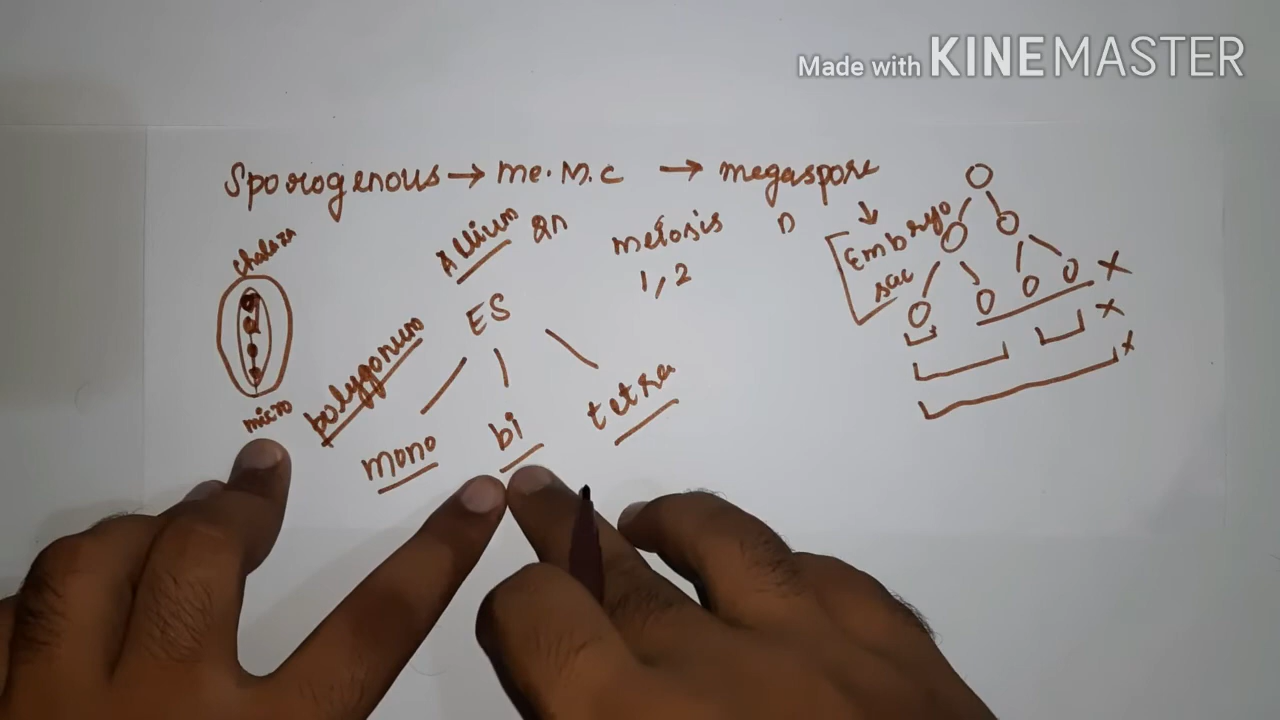 Made with KINEMASTER
Sporogenous → Me.M.C → megaspore
2n meiosis n
1, 2
Embryo
sac
chalaza
micro
Allium
ES
polygonum
mono bi tetra
x
x
x